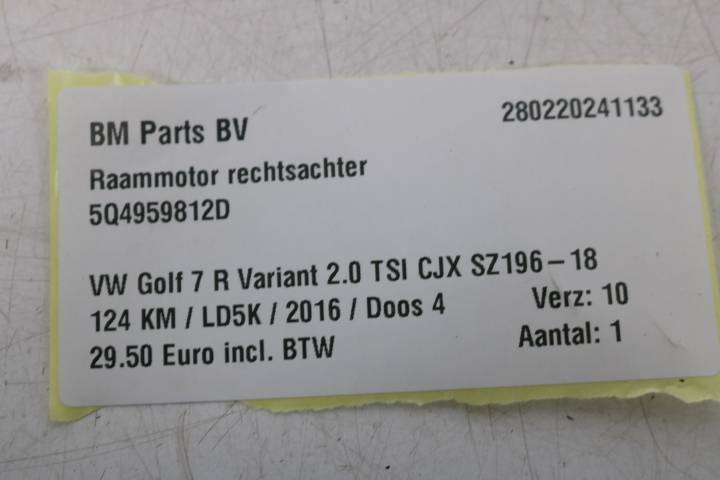 BM Parts BV 280220241133
Raammotor rechtsachter
5Q4959812D
VW Golf 7 R Variant 2.0 TSI CJX SZ196-18
124 KM / LD5K / 2016 / Doos 4 Verz: 10
29.50 Euro incl. BTW Aantal: 1